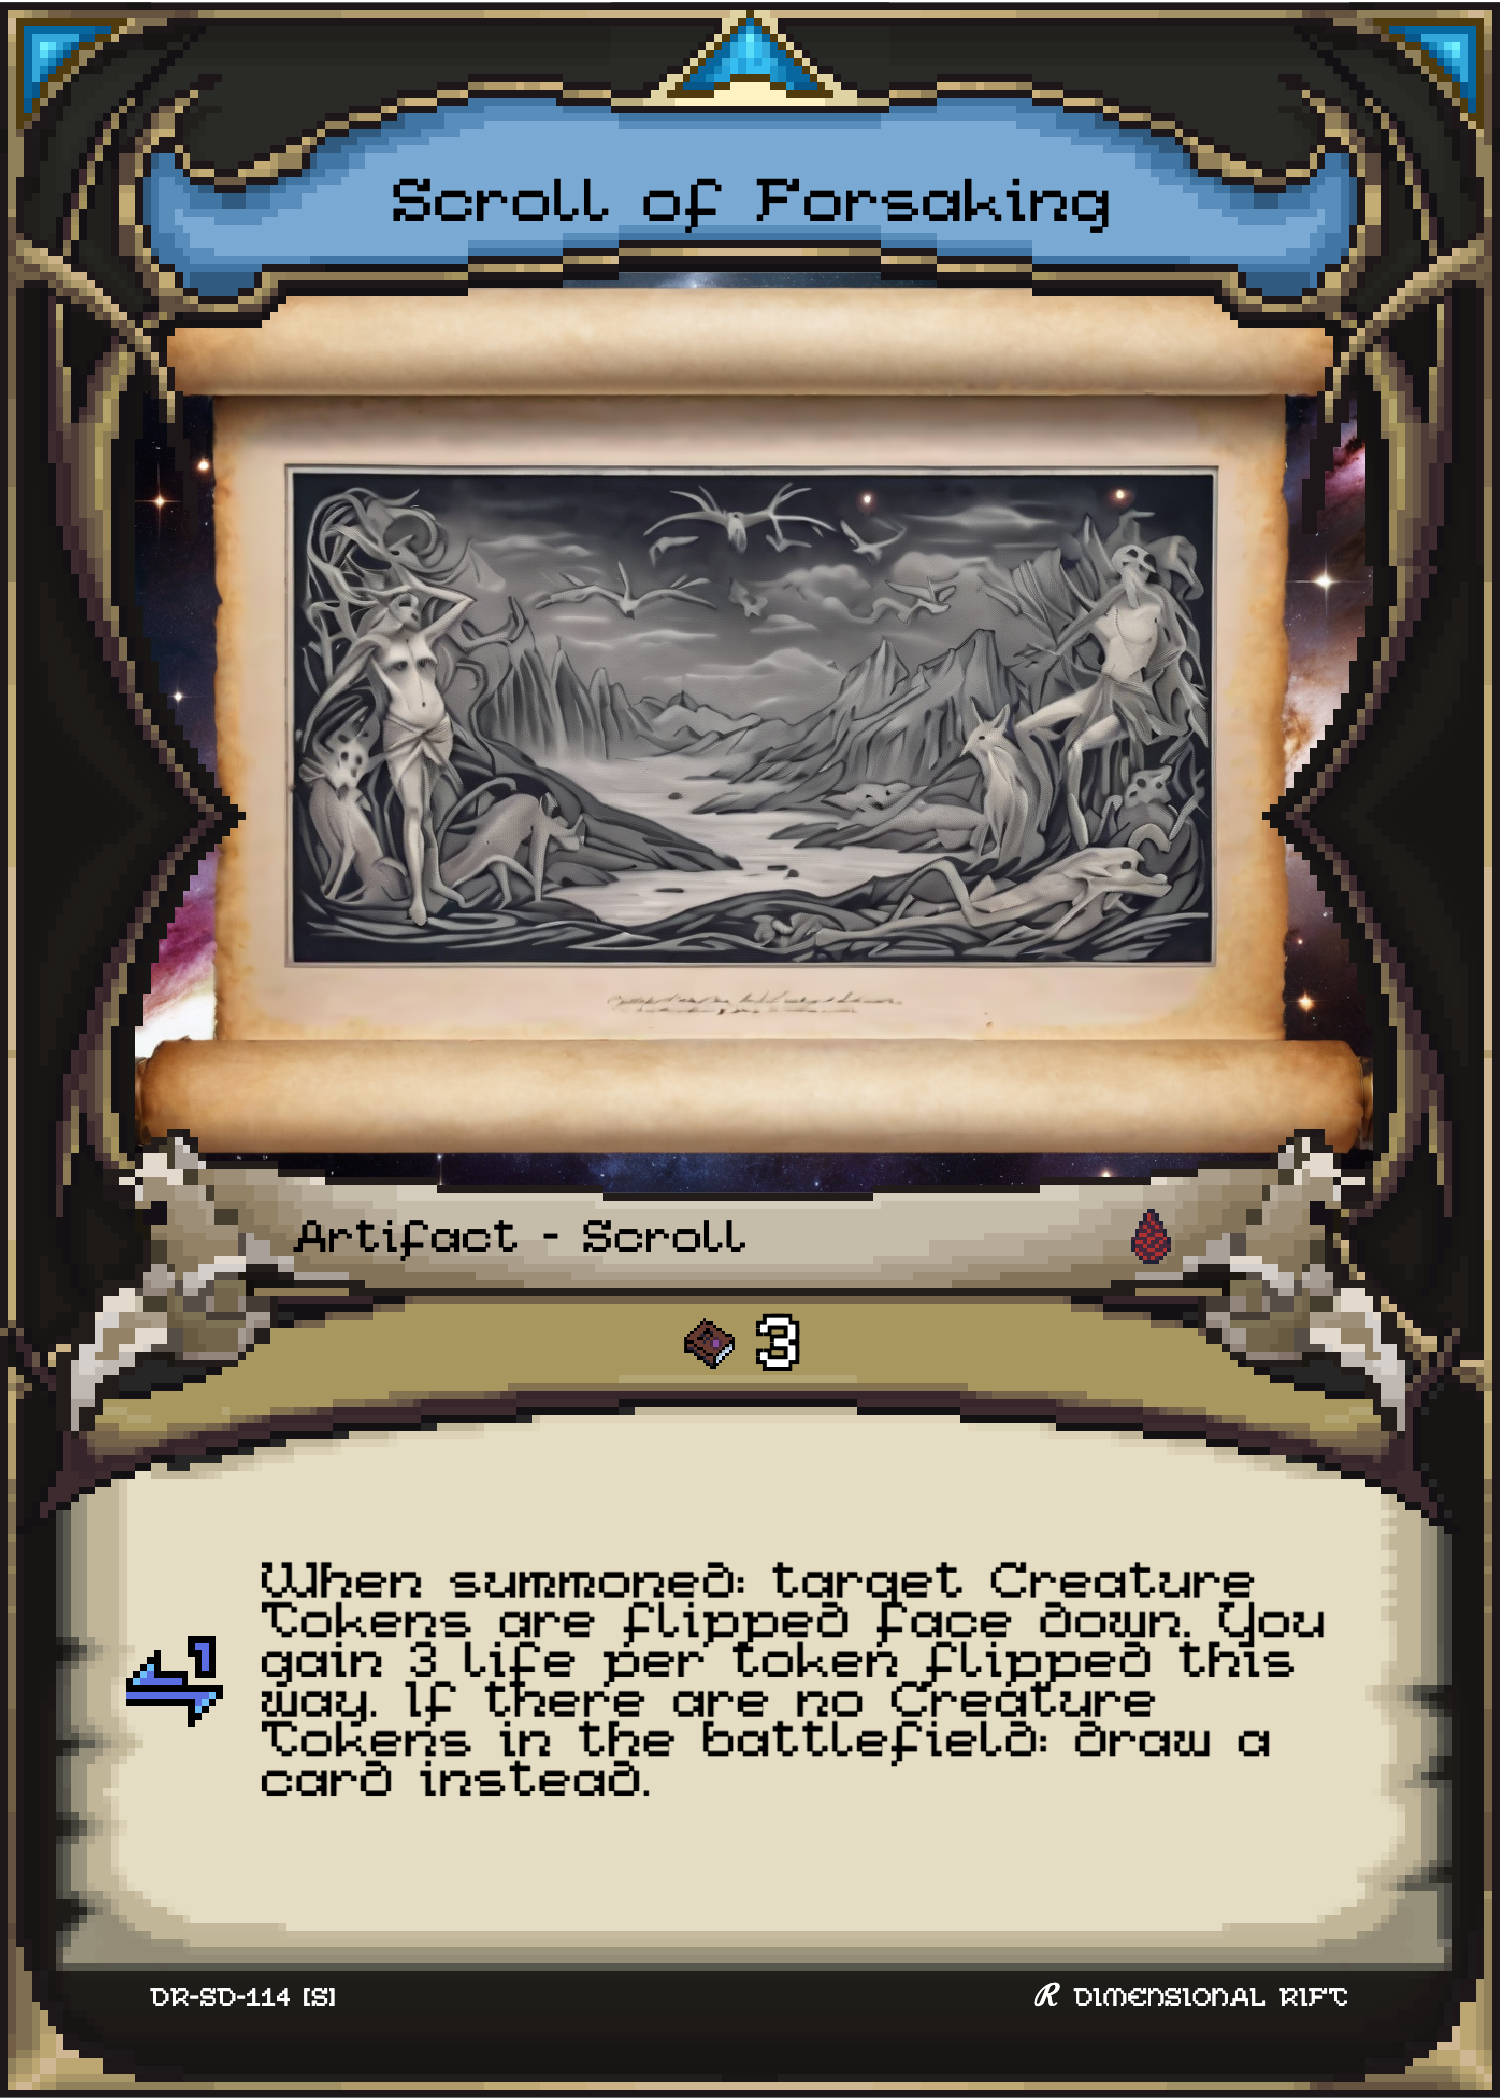 Scroll of Forsaking
Artifact - Scroll
3
When summoned: target Creature
Tokens are flipped face down. You
gain 3 life per token flipped this
way. If there are no Creature
Tokens in the battlefield: draw a
card instead.
1
DR-SD-114 [S]
R DIMENSIONAL RIFT